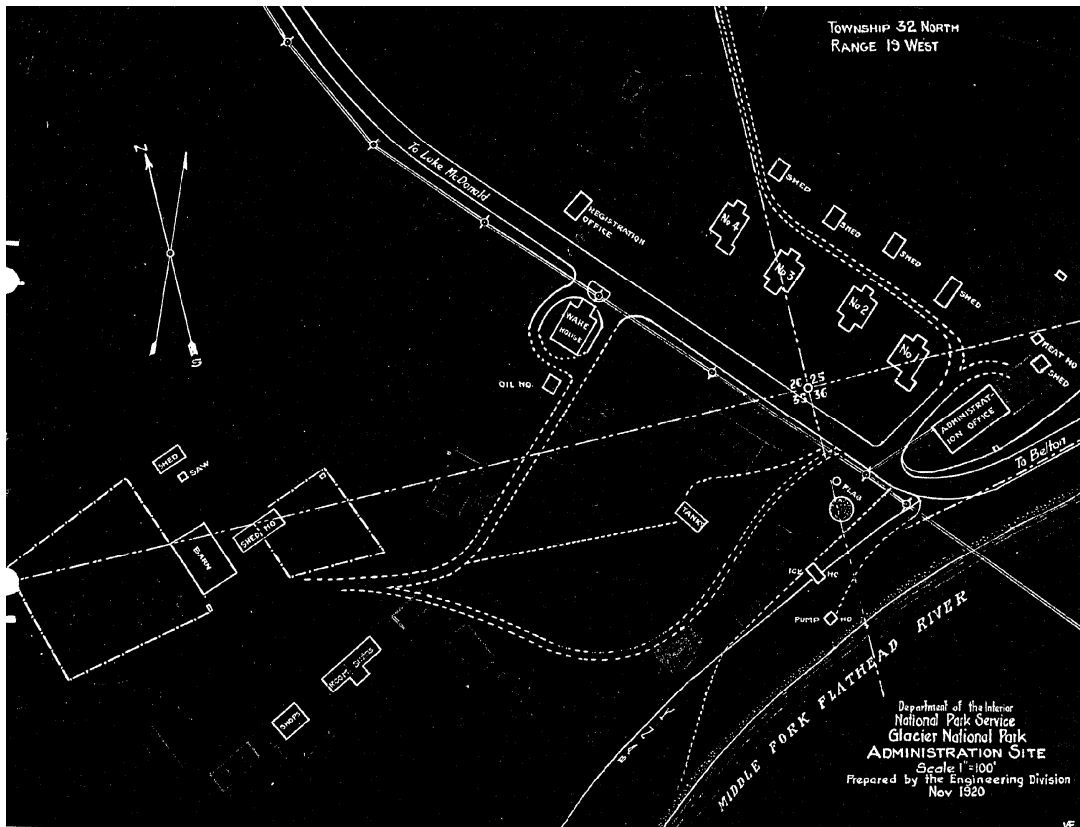 TOWNSHIP 32 NORTH
RANGE 19 WEST
N
S
To Lake McDonald
REGISTRATION
OFFICE
No 4
No 3
No 2
No 1
SHED
SHED
SHED
SHED
MEAT HO
SHED
WARE
HOUSE
OIL HO.
25
35 36
ADMINISTRAT-
ION OFFICE
To Belton
FLAG
TANK
SHED
SAW
BARN
SHED, HO
ICE HO
PUMP HO
SHOPS
BANK
MIDDLE FORK FLATHEAD RIVER
Department of the Interior
National Park Service
Glacier National Park
ADMINISTRATION SITE
Scale 1"=100'
Prepared by the Engineering Division
Nov 1920